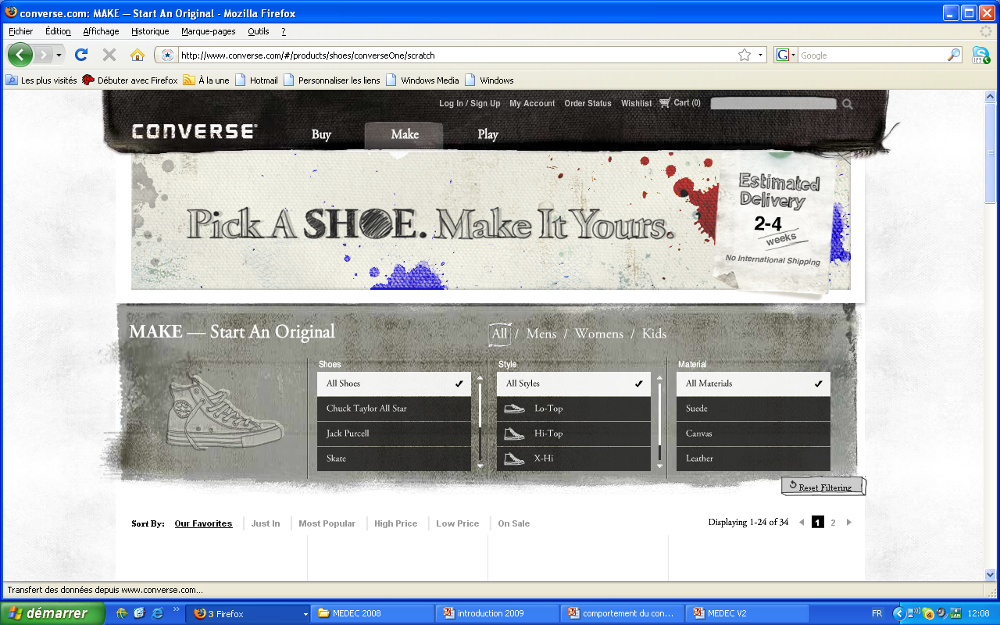 converse.com: MAKE — Start An Original - Mozilla Firefox
Fichier Édition Affichage Historique Marque-pages Outils ?
http://www.converse.com/#/products/shoes/converseOne/scratch
Google
Les plus visités Débuter avec Firefox À la une Hotmail Personnaliser les liens Windows Media Windows
Log In / Sign Up My Account Order Status Wishlist Cart (0)
CONVERSE
Buy Make Play
Pick A SHOE. Make It Yours.
Estimated
Delivery
2-4
weeks
No International Shipping
MAKE — Start An Original
All / Mens / Womens / Kids
Shoes Style Material
All Shoes All Styles All Materials
Chuck Taylor All Star Lo-Top Suede
Jack Purcell Hi-Top Canvas
Skate X-Hi Leather
Reset Filtering
Sort By: Our Favorites Just In Most Popular High Price Low Price On Sale Displaying 1-24 of 34 1 2
Transfert des données depuis www.converse.com...
démarrer 3 Firefox MEDEC 2008 introduction 2009 comportement du con... MEDEC V2 FR 12:08